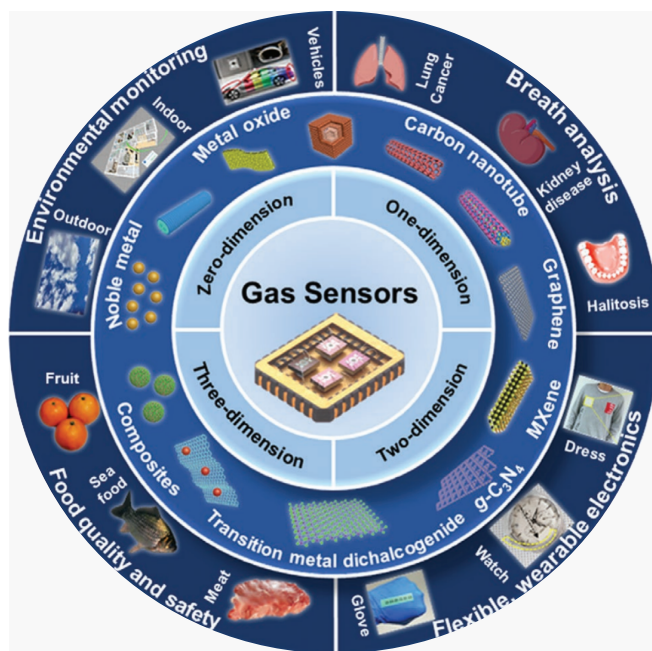 Environmental monitoring
Vehicles
Indoor
Outdoor
Breath analysis
Lung
Cancer
Kidney
disease
Halitosis
Metal oxide
Carbon nanotube
Noble metal
Graphene
MXene
g-C₃N₄
Transition metal dichalcogenide
Composites
Zero-dimension
One-dimension
Gas Sensors
Three-dimension
Two-dimension
Fruit
Sea
food
Meat
Food quality and safety
Dress
Watch
Glove
Flexible, wearable electronics